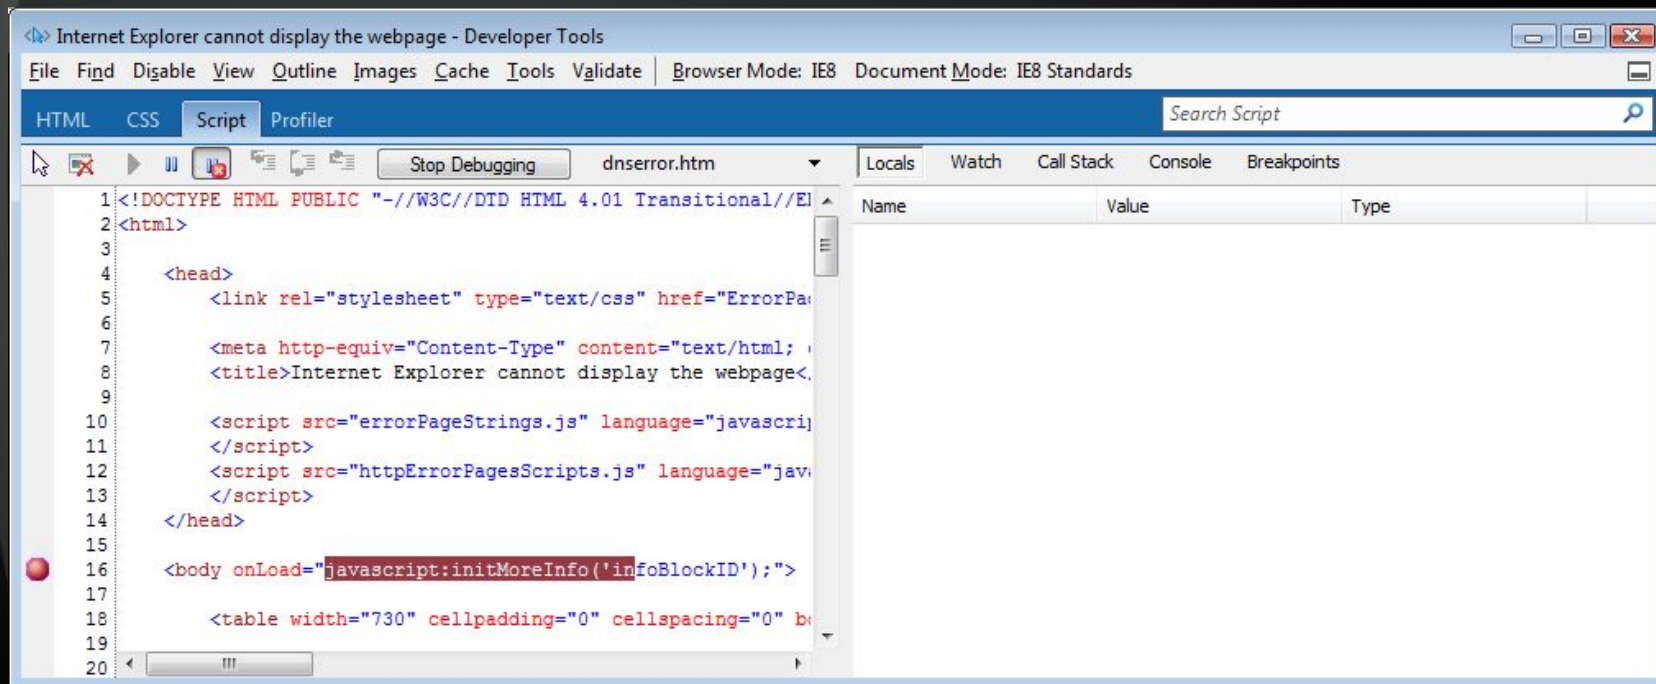 Internet Explorer cannot display the webpage - Developer Tools
File Find Disable View Outline Images Cache Tools Validate Browser Mode: IE8 Document Mode: IE8 Standards
HTML CSS Script Profiler Search Script
Stop Debugging dnserror.htm Locals Watch Call Stack Console Breakpoints
Name Value Type
1 <!DOCTYPE HTML PUBLIC "-//W3C//DTD HTML 4.01 Transitional//
2 <html>
3
4 <head>
5 <link rel="stylesheet" type="text/css" href="ErrorPa
6
7 <meta http-equiv="Content-Type" content="text/html;
8 <title>Internet Explorer cannot display the webpage<
9
10 <script src="errorPageStrings.js" language="javascri
11 </script>
12 <script src="httpErrorPagesScripts.js" language="jav
13 </script>
14 </head>
15
16 <body onLoad="javascript:initMoreInfo('infoBlockID');">
17
18 <table width="730" cellpadding="0" cellspacing="0" b
19
20